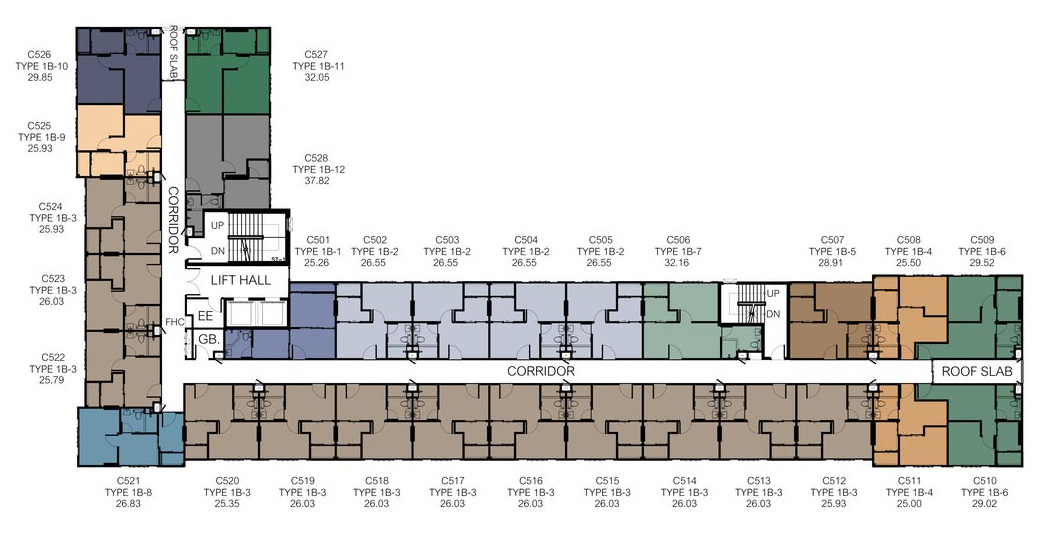 C526
TYPE 1B-10
29.85
ROOF SLAB
C527
TYPE 1B-11
32.05
C525
TYPE 1B-9
25.93
C528
TYPE 1B-12
37.82
C524
TYPE 1B-3
25.93
CORRIDOR
UP
DN
ST-1
C523
TYPE 1B-3
26.03
LIFT HALL
EE
FHC
GB.
C522
TYPE 1B-3
25.79
C501
TYPE 1B-1
25.26
C502
TYPE 1B-2
26.55
C503
TYPE 1B-2
26.55
C504
TYPE 1B-2
26.55
C505
TYPE 1B-2
26.55
C506
TYPE 1B-7
32.16
C507
TYPE 1B-5
28.91
C508
TYPE 1B-4
25.50
C509
TYPE 1B-6
29.52
UP
DN
CORRIDOR
ROOF SLAB
C521
TYPE 1B-8
26.83
C520
TYPE 1B-3
25.35
C519
TYPE 1B-3
26.03
C518
TYPE 1B-3
26.03
C517
TYPE 1B-3
26.03
C516
TYPE 1B-3
26.03
C515
TYPE 1B-3
26.03
C514
TYPE 1B-3
26.03
C513
TYPE 1B-3
26.03
C512
TYPE 1B-3
25.93
C511
TYPE 1B-4
25.00
C510
TYPE 1B-6
29.02